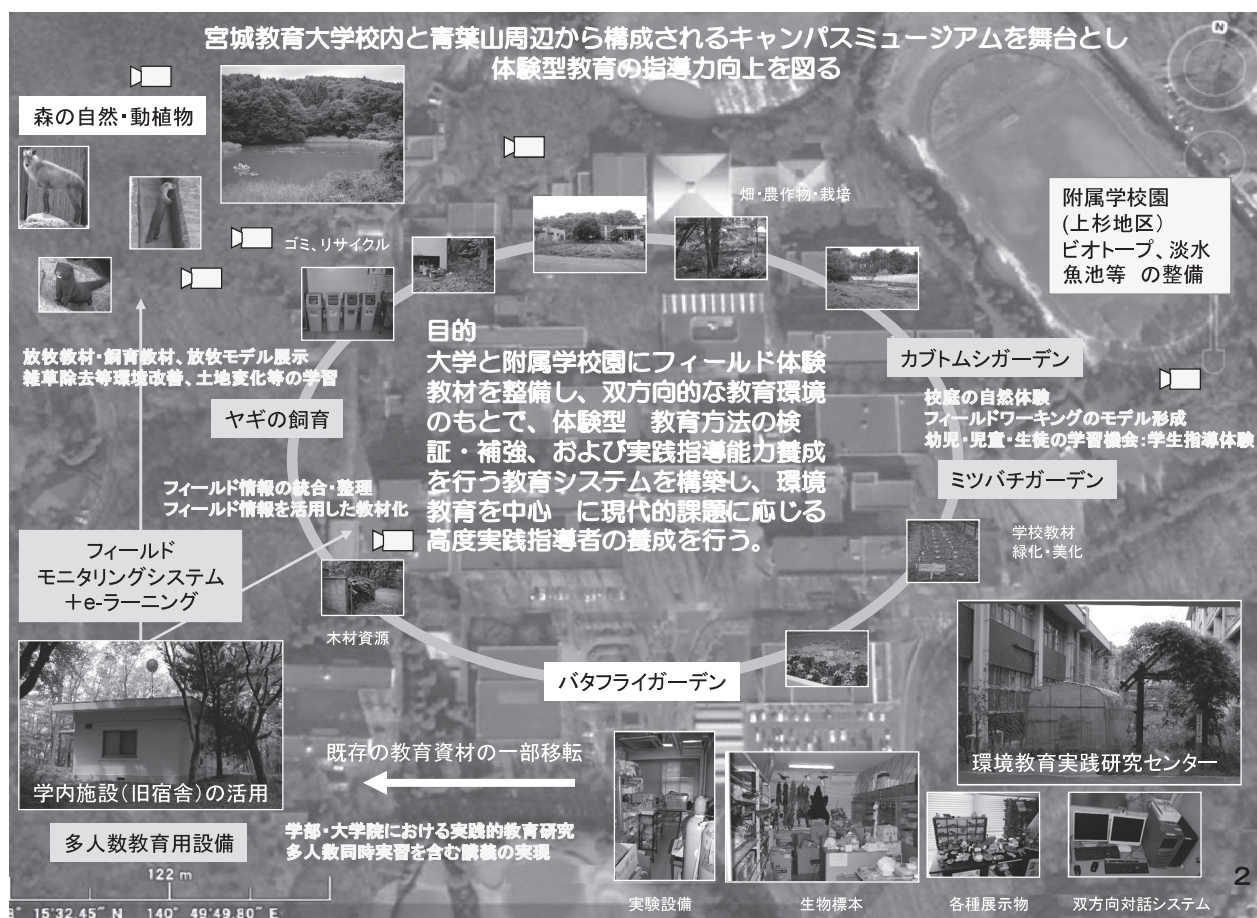 宮城教育大学校内と青葉山周辺から構成されるキャンパスミュージアムを舞台とし
体験型教育の指導力向上を図る
森の自然・動植物
N
畑・農作物・栽培
附属学校園
(上杉地区)
ビオトープ、淡水
魚池等 の整備
ゴミ、リサイクル
放牧教材・飼育教材、放牧モデル展示
雑草除去等環境改善、土地変化等の学習
ヤギの飼育
目的
大学と附属学校園にフィールド体験
教材を整備し、双方向的な教育環境
のもとで、体験型 教育方法の検
証・補強、および実践指導能力養成
を行う教育システムを構築し、環境
教育を中心 に現代的課題に応じる
高度実践指導者の養成を行う。
カブトムシガーデン
校庭の自然体験
フィールドワーキングのモデル形成
幼児・児童・生徒の学習機会:学生指導体験
ミツバチガーデン
フィールド情報の統合・整理
フィールド情報を活用した教材化
学校教材
緑化・美化
フィールド
モニタリングシステム
+e-ラーニング
木材資源
バタフライガーデン
既存の教育資材の一部移転
学内施設(旧宿舎)の活用
環境教育実践研究センター
多人数教育用設備
学部・大学院における実践的教育研究
多人数同時実習を含む講義の実現
122 m
15'32.45" N 140° 49'49.80" E
実験設備
生物標本
各種展示物
双方向対話システム
2